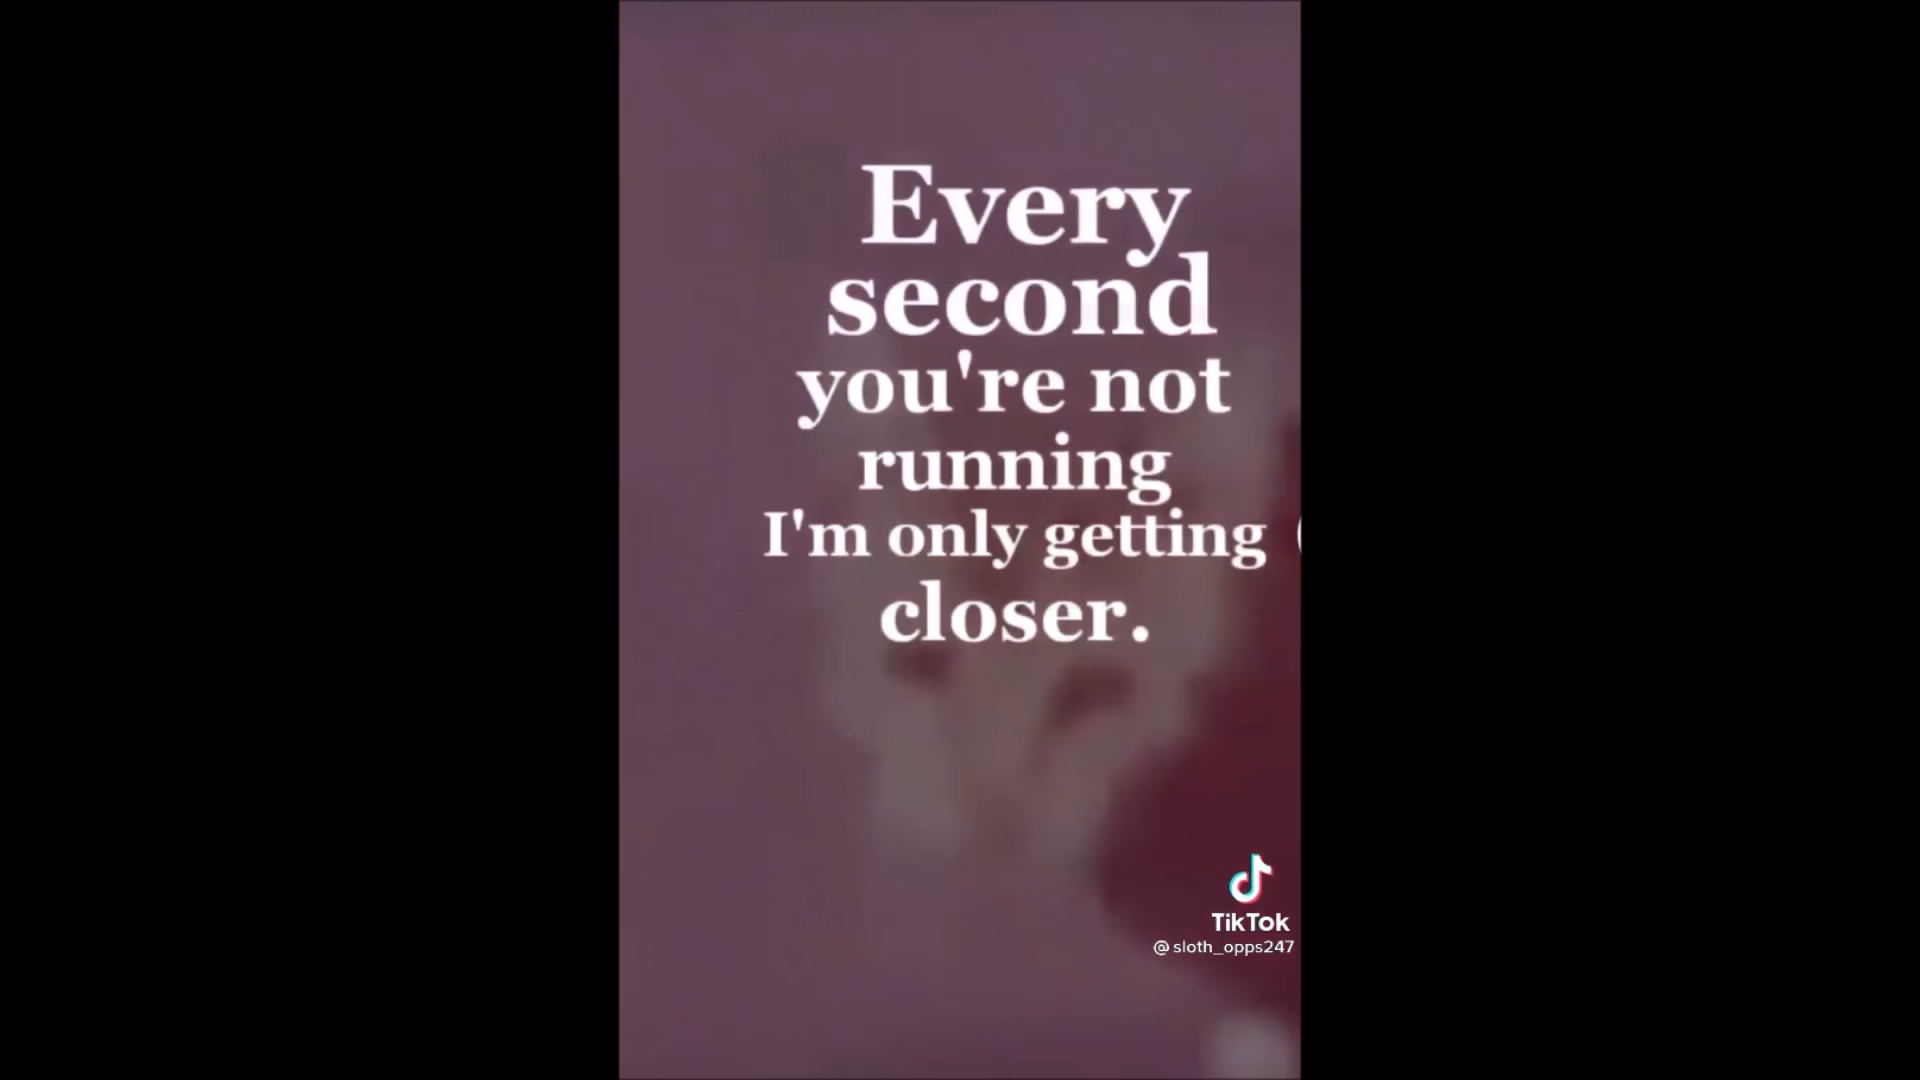 Every
second
you're not
running
I'm only getting
closer.
TikTok
@sloth_opps247